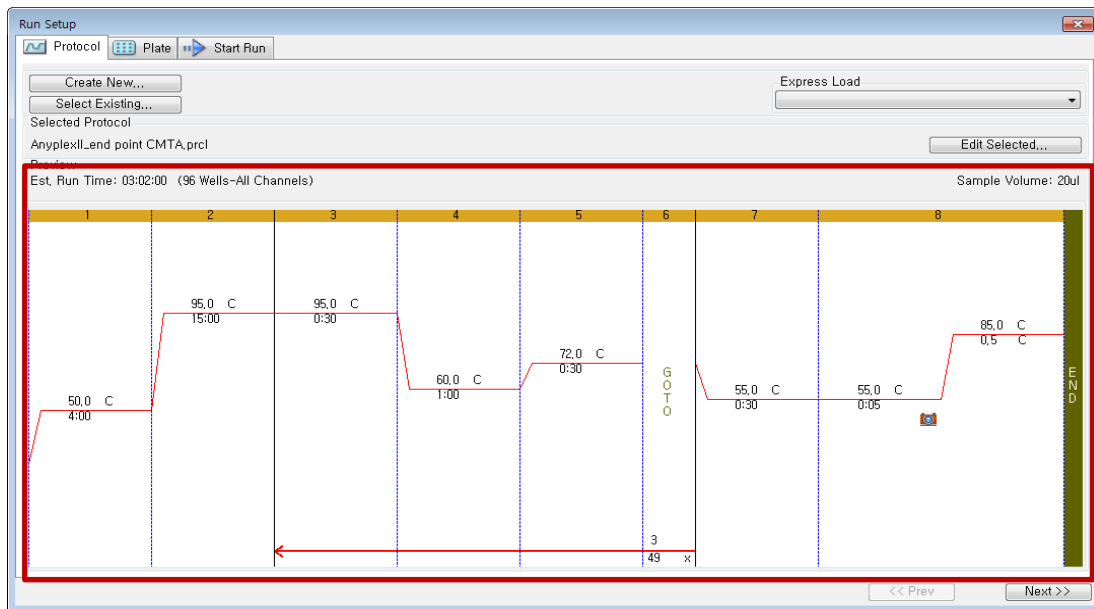 Run Setup
Protocol Plate Start Run
Create New,,,
Select Existing,,,
Express Load
Selected Protocol
AnyplexII_end point CMTA,prcl
Edit Selected,,,
Preview
Est, Run Time: 03:02:00 (96 Wells-All Channels)
Sample Volume: 20ul
1 2 3 4 5 6 7 8
95,0 C
15:00
95,0 C
0:30
85,0 C
0,5 C
72,0 C
0:30
60,0 C
1:00
50,0 C
4:00
55,0 C
0:30
55,0 C
0:05
GOTO
END
3
49 x
<< Prev
Next >>